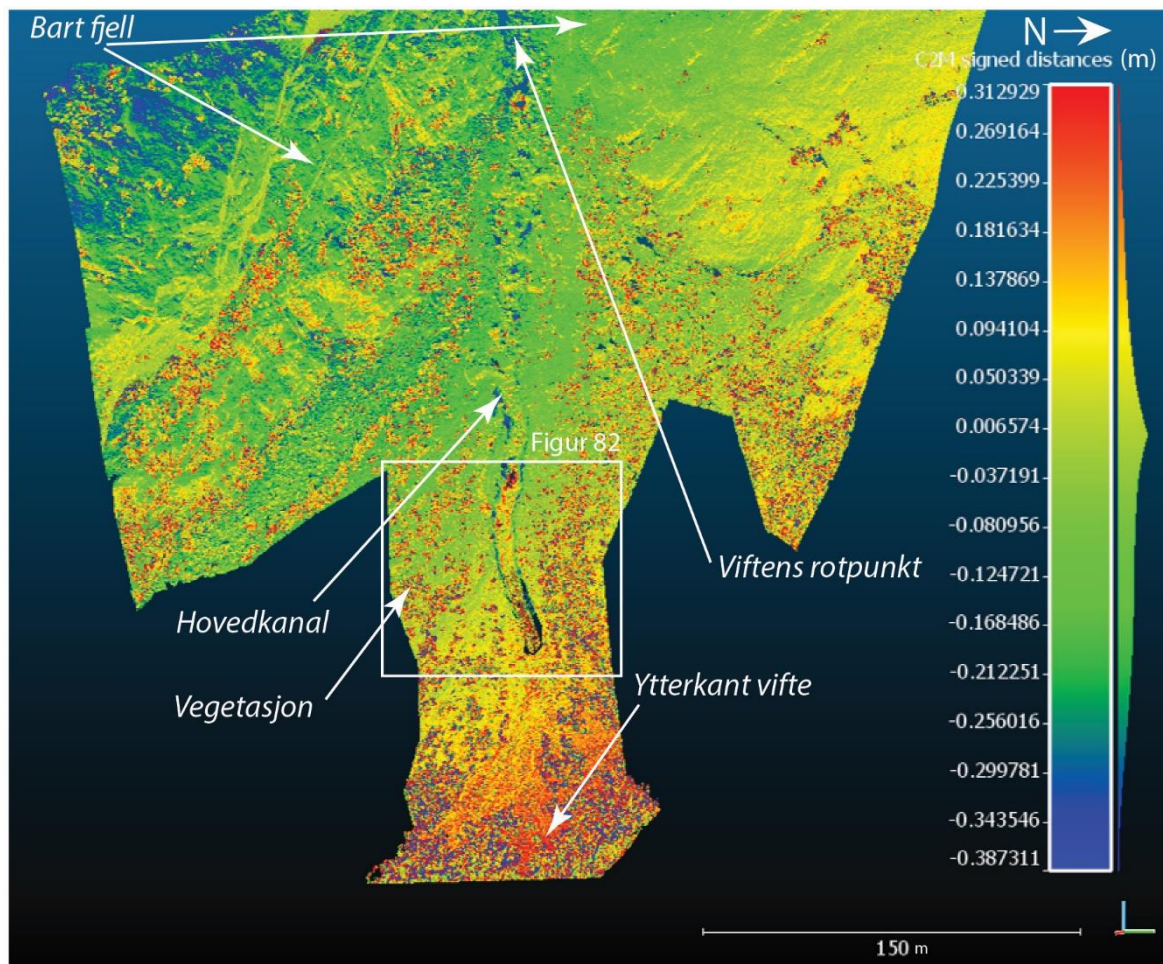 Bart fjell
N
C2M signed distances (m)
0.312929
0.269164
0.225399
0.181634
0.137869
0.094104
0.050339
0.006574
-0.037191
-0.080956
-0.124721
-0.168486
-0.212251
-0.256016
-0.299781
-0.343546
-0.387311
Figur 82
Viftens rotpunkt
Hovedkanal
Ytterkant vifte
Vegetasjon
150 m